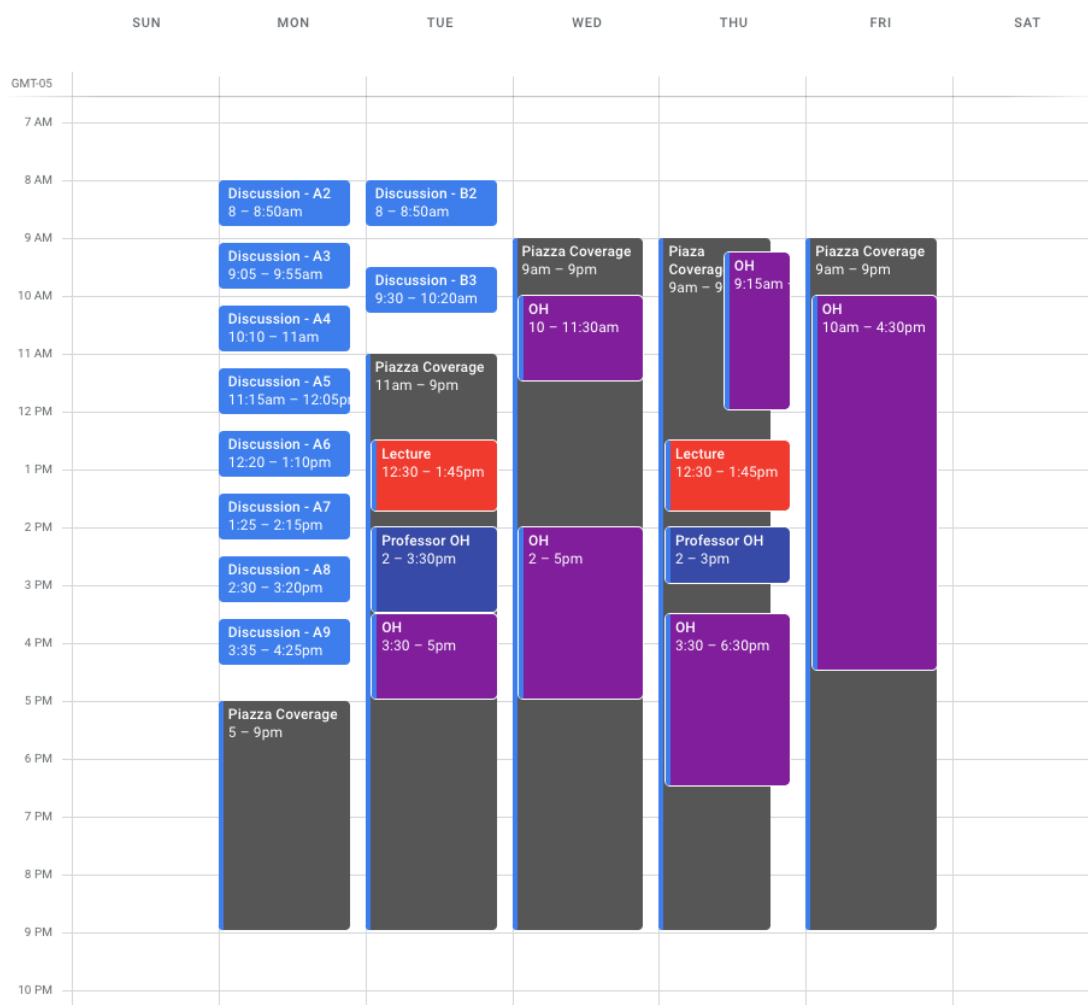 SUN
MON
TUE
WED
THU
FRI
SAT
GMT-05
7 AM
8 AM
9 AM
10 AM
11 AM
12 PM
1 PM
2 PM
3 PM
4 PM
5 PM
6 PM
7 PM
8 PM
9 PM
10 PM
Discussion - A2
8 – 8:50am
Discussion - A3
9:05 – 9:55am
Discussion - A4
10:10 – 11am
Discussion - A5
11:15am – 12:05p
Discussion - A6
12:20 – 1:10pm
Discussion - A7
1:25 – 2:15pm
Discussion - A8
2:30 – 3:20pm
Discussion - A9
3:35 – 4:25pm
Piazza Coverage
5 – 9pm
Discussion - B2
8 – 8:50am
Discussion - B3
9:30 – 10:20am
Piazza Coverage
11am – 9pm
Lecture
12:30 – 1:45pm
Professor OH
2 – 3:30pm
OH
3:30 – 5pm
Piazza Coverage
9am – 9pm
OH
10 – 11:30am
OH
2 – 5pm
Piaza
Coverag
9am – 9
OH
9:15am
Lecture
12:30 – 1:45pm
Professor OH
2 – 3pm
OH
3:30 – 6:30pm
Piazza Coverage
9am – 9pm
OH
10am – 4:30pm